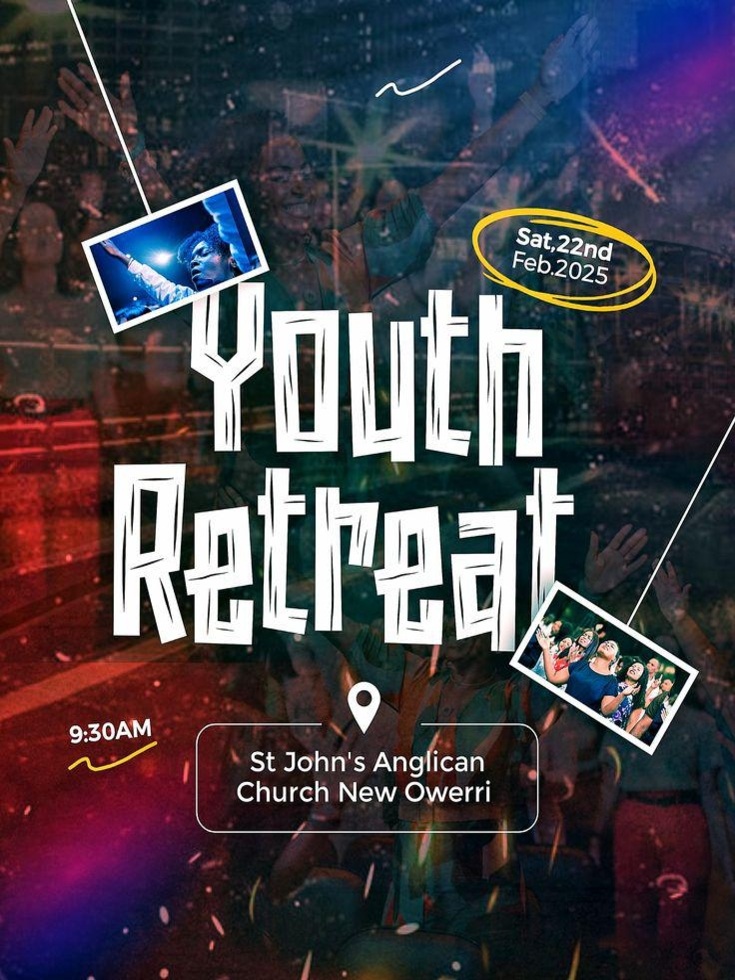 Sat,22nd
Feb.2025
Youth
Retreat
9:30AM
St John's Anglican
Church New Owerri